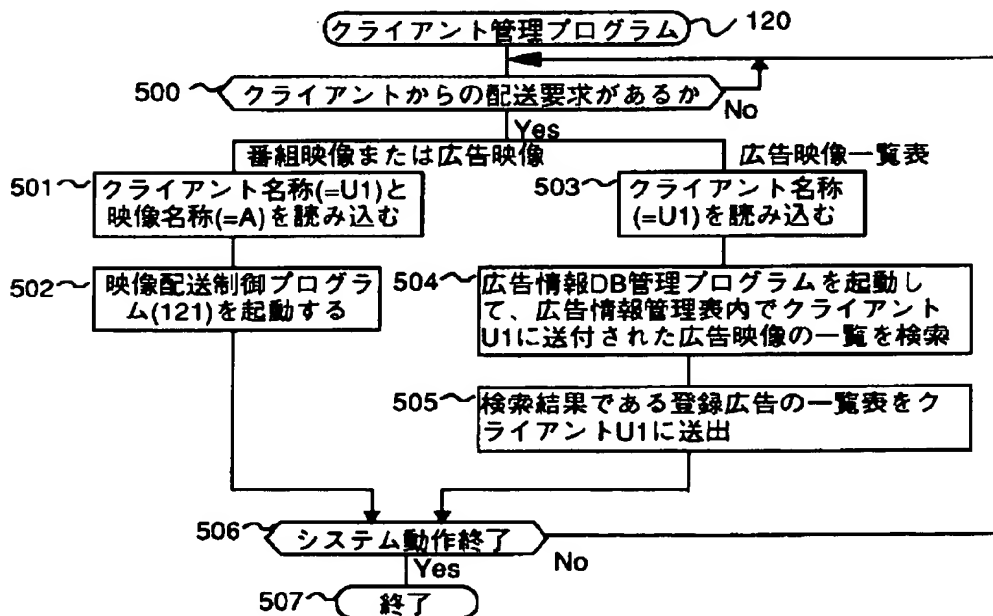 クライアント管理プログラム 120
500 クライアントからの配送要求があるか
No
Yes
番組映像または広告映像
広告映像一覧表
501 クライアント名称(=U1)と
映像名称(=A)を読み込む
503 クライアント名称
(=U1)を読み込む
502 映像配送制御プログラ
ム(121)を起動する
504 広告情報DB管理プログラムを起動し
て、広告情報管理表内でクライアント
U1に送付された広告映像の一覧を検索
505 検索結果である登録広告の一覧表をク
ライアントU1に送出
506 システム動作終了
No
Yes
507 終了